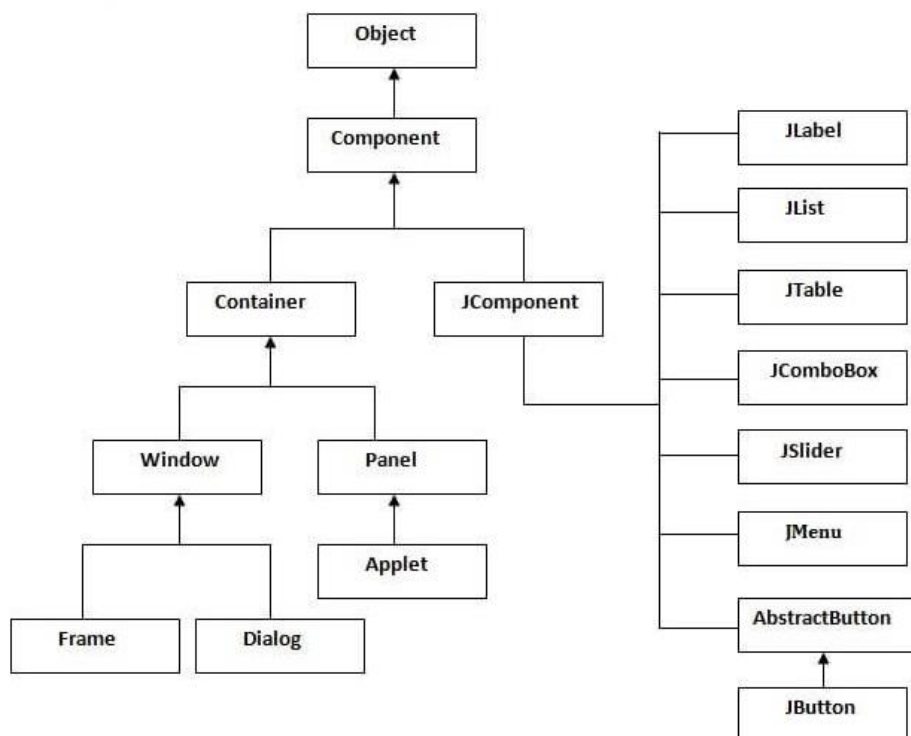 Object
Component
JLabel
JList
Container
JComponent
JTable
JComboBox
Window
Panel
JSlider
JMenu
Applet
Frame
Dialog
AbstractButton
JButton